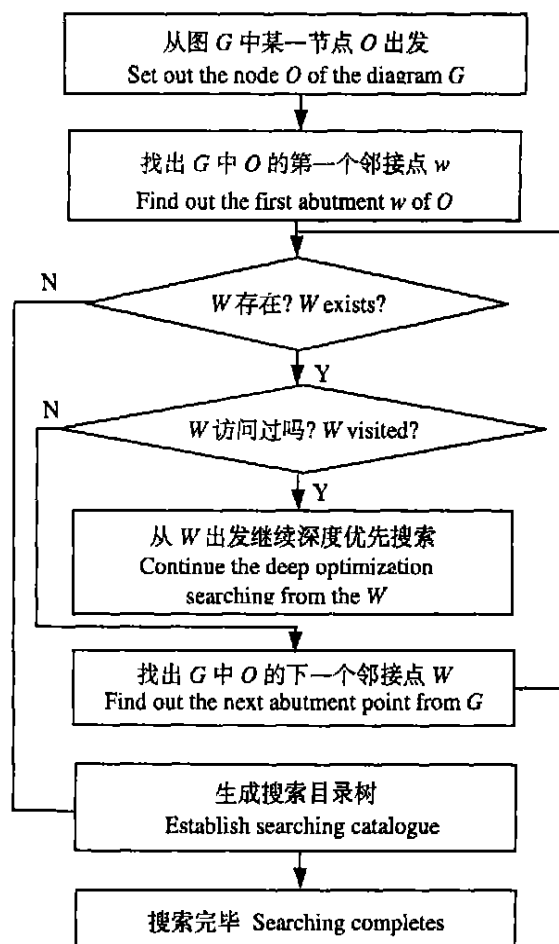 从图 G 中某一节点 O 出发
Set out the node O of the diagram G
找出 G 中 O 的第一个邻接点 w
Find out the first abutment w of O
N
W 存在? W exists?
Y
N
W 访问过吗? W visited?
Y
从 W 出发继续深度优先搜索
Continue the deep optimization
searching from the W
找出 G 中 O 的下一个邻接点 W
Find out the next abutment point from G
生成搜索目录树
Establish searching catalogue
搜索完毕 Searching completes